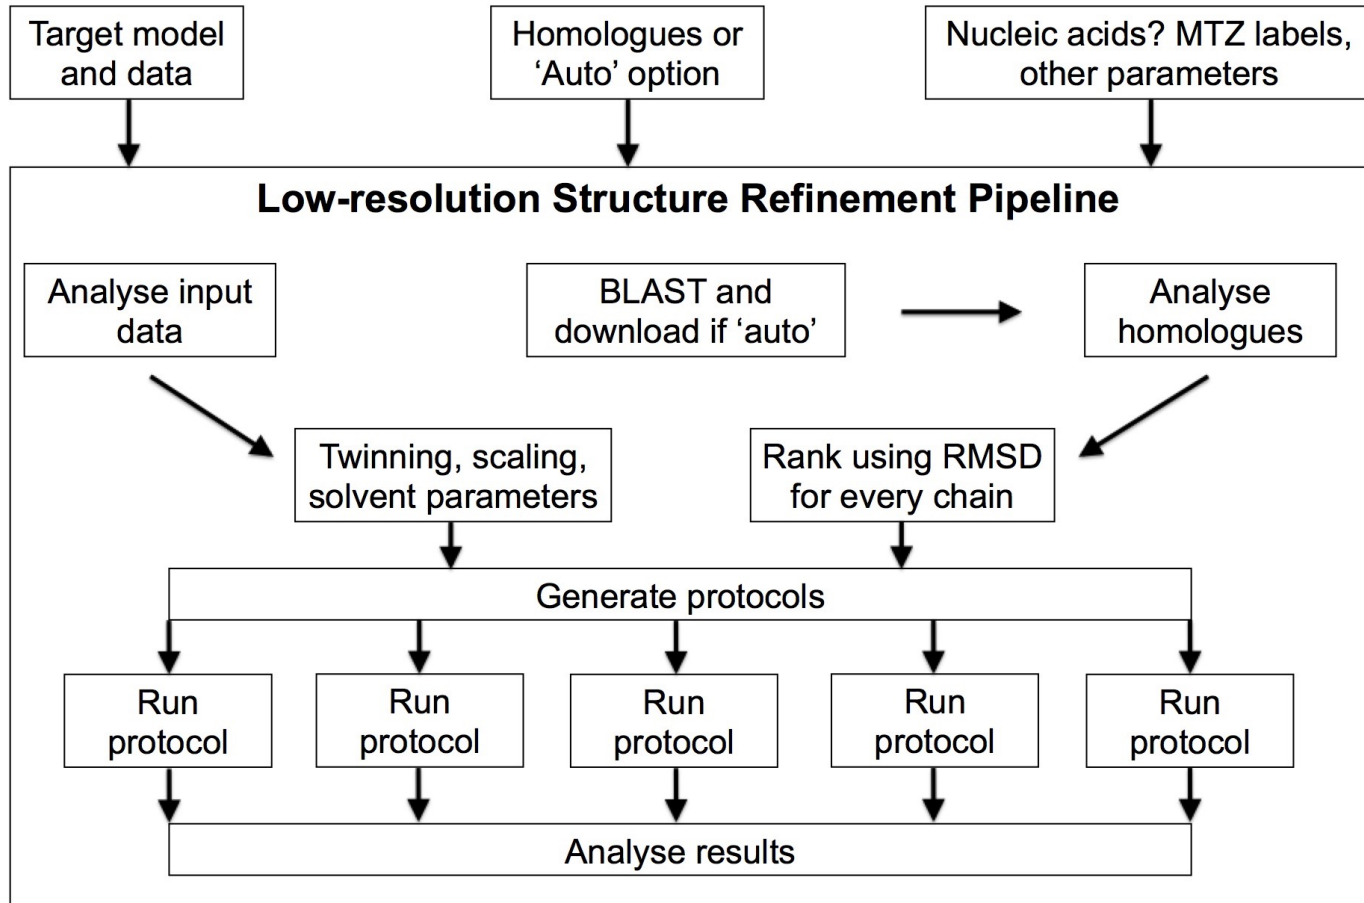 Target model
and data
Homologues or
‘Auto’ option
Nucleic acids? MTZ labels,
other parameters
Low-resolution Structure Refinement Pipeline
Analyse input
data
BLAST and
download if ‘auto’
Analyse
homologues
Twinning, scaling,
solvent parameters
Rank using RMSD
for every chain
Generate protocols
Run
protocol
Run
protocol
Run
protocol
Run
protocol
Run
protocol
Analyse results